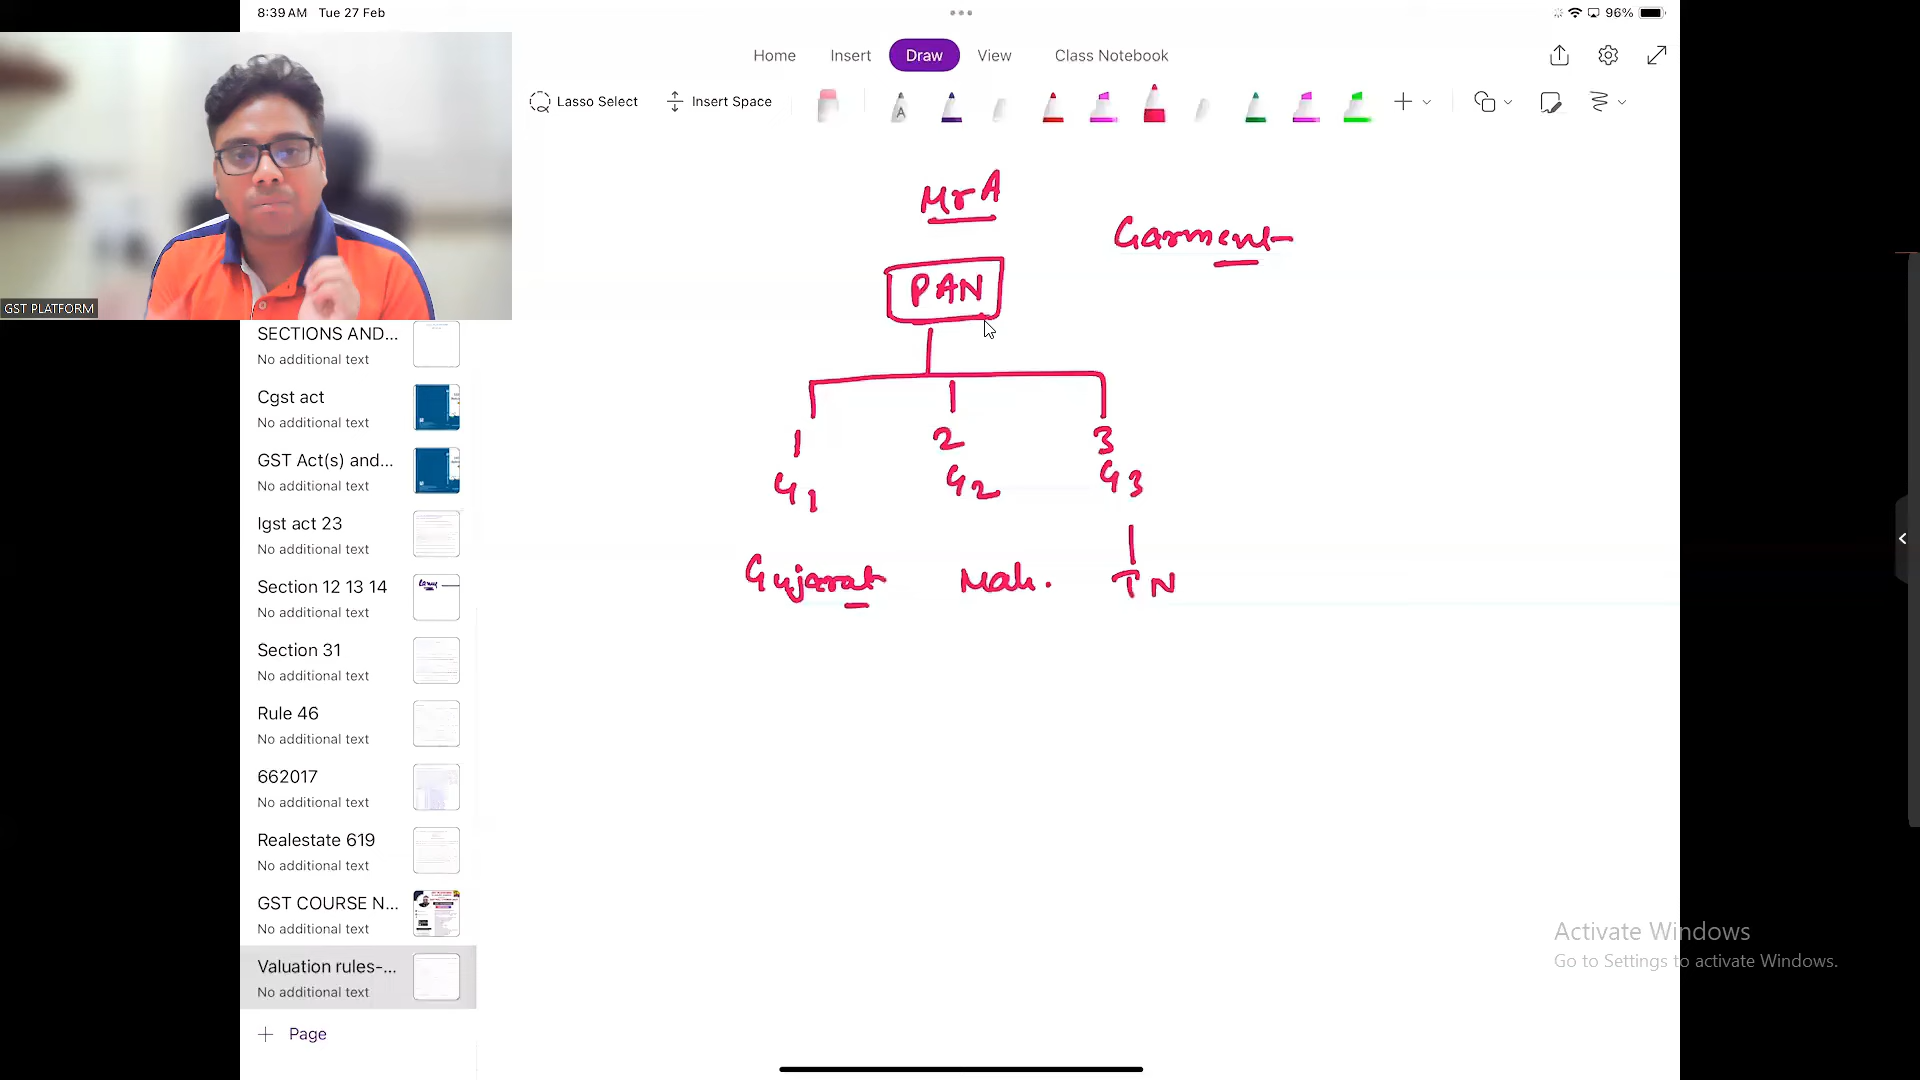 8:39 AM Tue 27 Feb
96%
Home Insert Draw View Class Notebook
Lasso Select Insert Space
A
GST PLATFORM
SECTIONS AND...
No additional text
Cgst act
No additional text
GST Act(s) and...
No additional text
Igst act 23
No additional text
Section 12 13 14
No additional text
Section 31
No additional text
Rule 46
No additional text
662017
No additional text
Realestate 619
No additional text
GST COURSE N...
No additional text
Valuation rules-...
No additional text
Page
Mr A
Garment
PAN
1 2 3
G1 G2 G3
Gujarat Mah. TN
Activate Windows
Go to Settings to activate Windows.